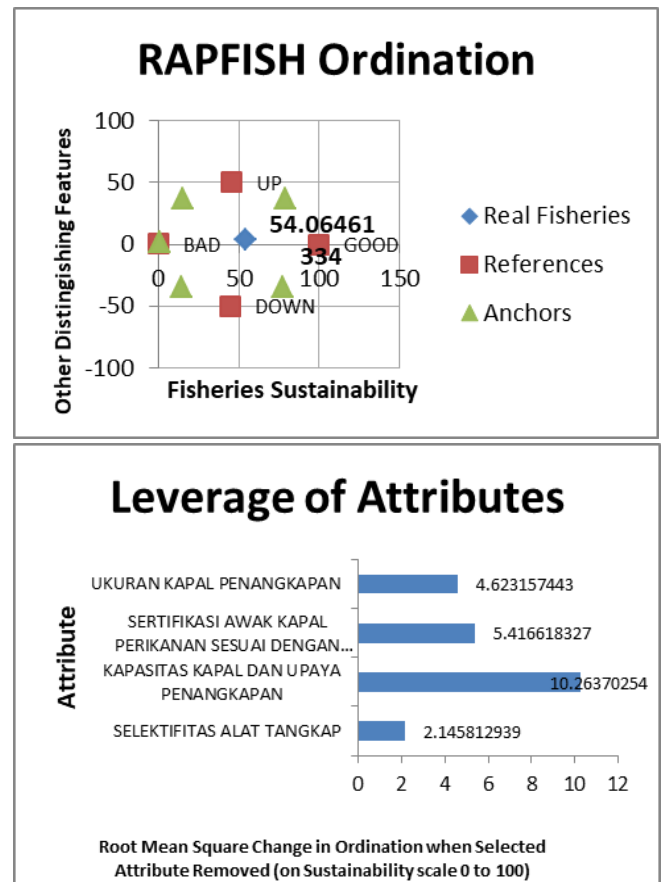 RAPFISH Ordination
Other Distingishing Features
100
50
0
-50
-100
UP
54.06461
334
BAD
GOOD
DOWN
0 50 100 150
Fisheries Sustainability
Real Fisheries
References
Anchors
Leverage of Attributes
Attribute
UKURAN KAPAL PENANGKAPAN
4.623157443
SERTIFIKASI AWAK KAPAL
PERIKANAN SESUAI DENGAN...
5.416618327
KAPASITAS KAPAL DAN UPAYA
PENANGKAPAN
10.26370254
SELEKTIFITAS ALAT TANGKAP
2.145812939
0 2 4 6 8 10 12
Root Mean Square Change in Ordination when Selected
Attribute Removed (on Sustainability scale 0 to 100)